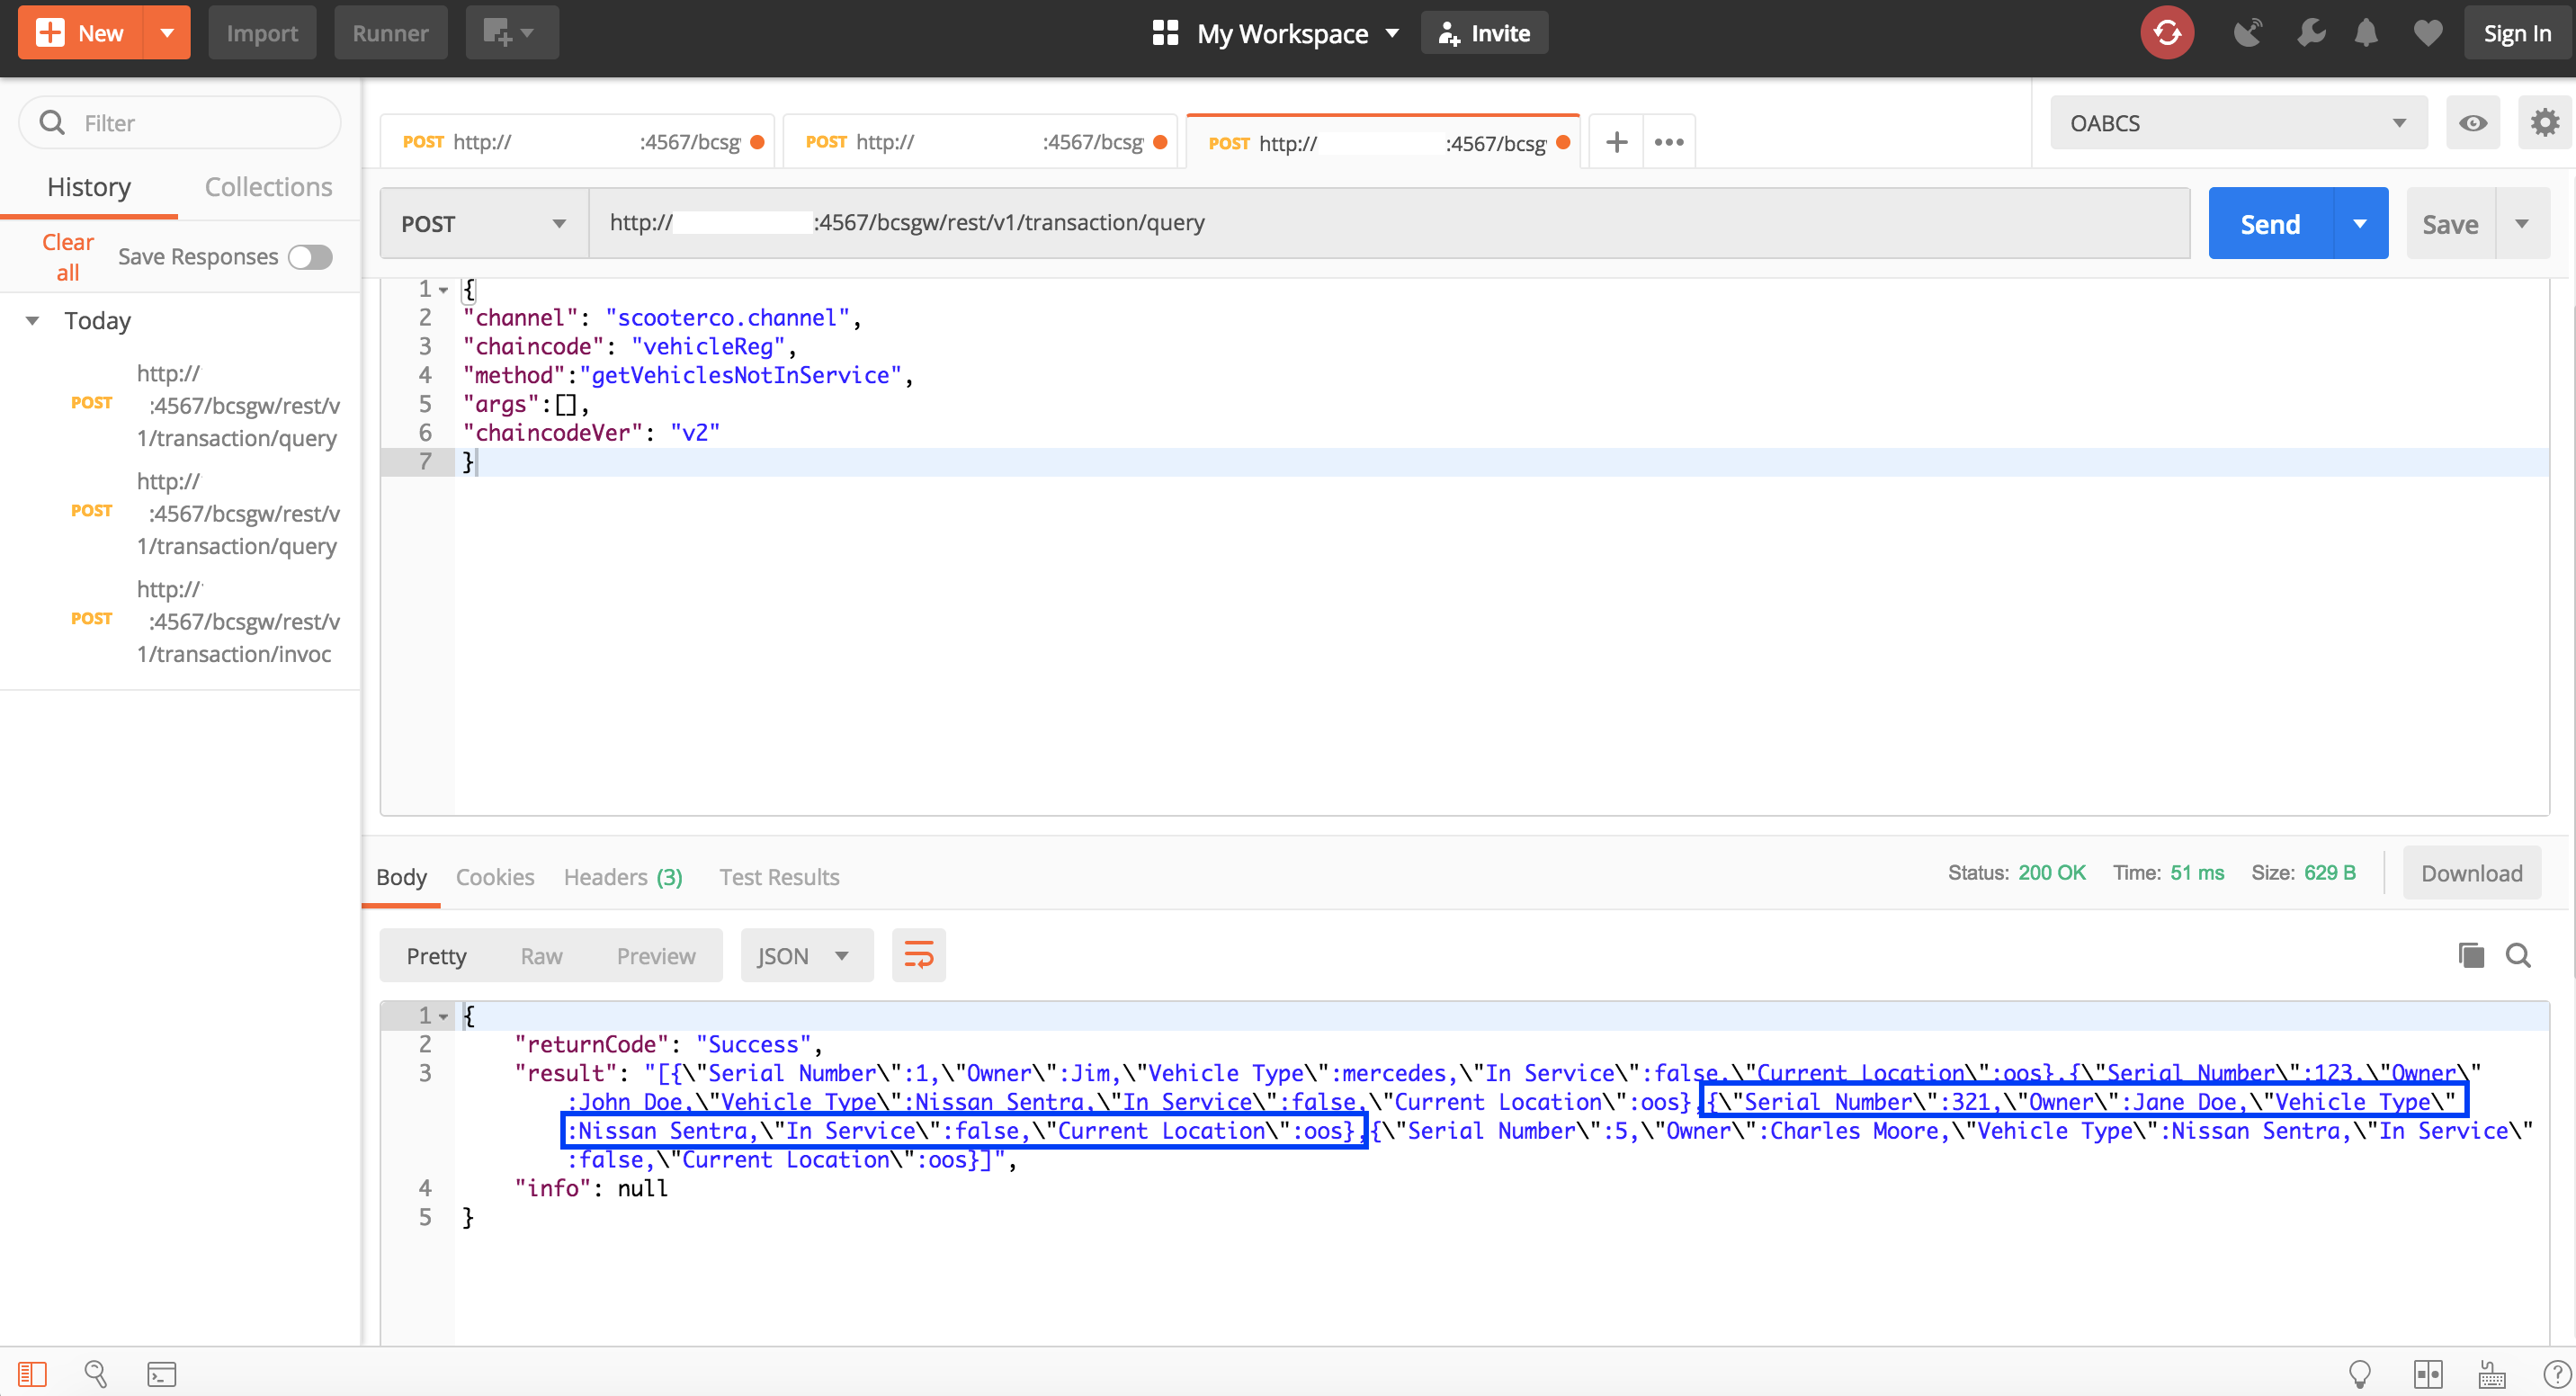 New
Import
Runner
My Workspace
Invite
Sign In
Filter
History
Collections
Clear all
Save Responses
Today
POST http://
:4567/bcsgw/rest/v
1/transaction/query
POST http://
:4567/bcsgw/rest/v
1/transaction/query
POST http://
:4567/bcsgw/rest/v
1/transaction/invoc
POST http:// :4567/bcsg
POST http:// :4567/bcsg
POST http:// :4567/bcsg
OABCS
POST http:// :4567/bcsgw/rest/v1/transaction/query
Send
Save
1 {
2 "channel": "scooterco.channel",
3 "chaincode": "vehicleReg",
4 "method":"getVehiclesNotInService",
5 "args":[],
6 "chaincodeVer": "v2"
7 }
Body Cookies Headers (3) Test Results
Status: 200 OK Time: 51 ms Size: 629 B
Download
Pretty Raw Preview JSON
1 {
2 "returnCode": "Success",
3 "result": "[{\"Serial Number\":1,\"Owner\":Jim,\"Vehicle Type\":mercedes,\"In Service\":false,\"Current Location\":oos},{\"Serial Number\":123,\"Owner\"
:John Doe,\"Vehicle Type\":Nissan Sentra,\"In Service\":false,\"Current Location\":oos},{\"Serial Number\":321,\"Owner\":Jane Doe,\"Vehicle Type\"
:Nissan Sentra,\"In Service\":false,\"Current Location\":oos},{\"Serial Number\":5,\"Owner\":Charles Moore,\"Vehicle Type\":Nissan Sentra,\"In Service\"
:false,\"Current Location\":oos}]",
4 "info": null
5 }